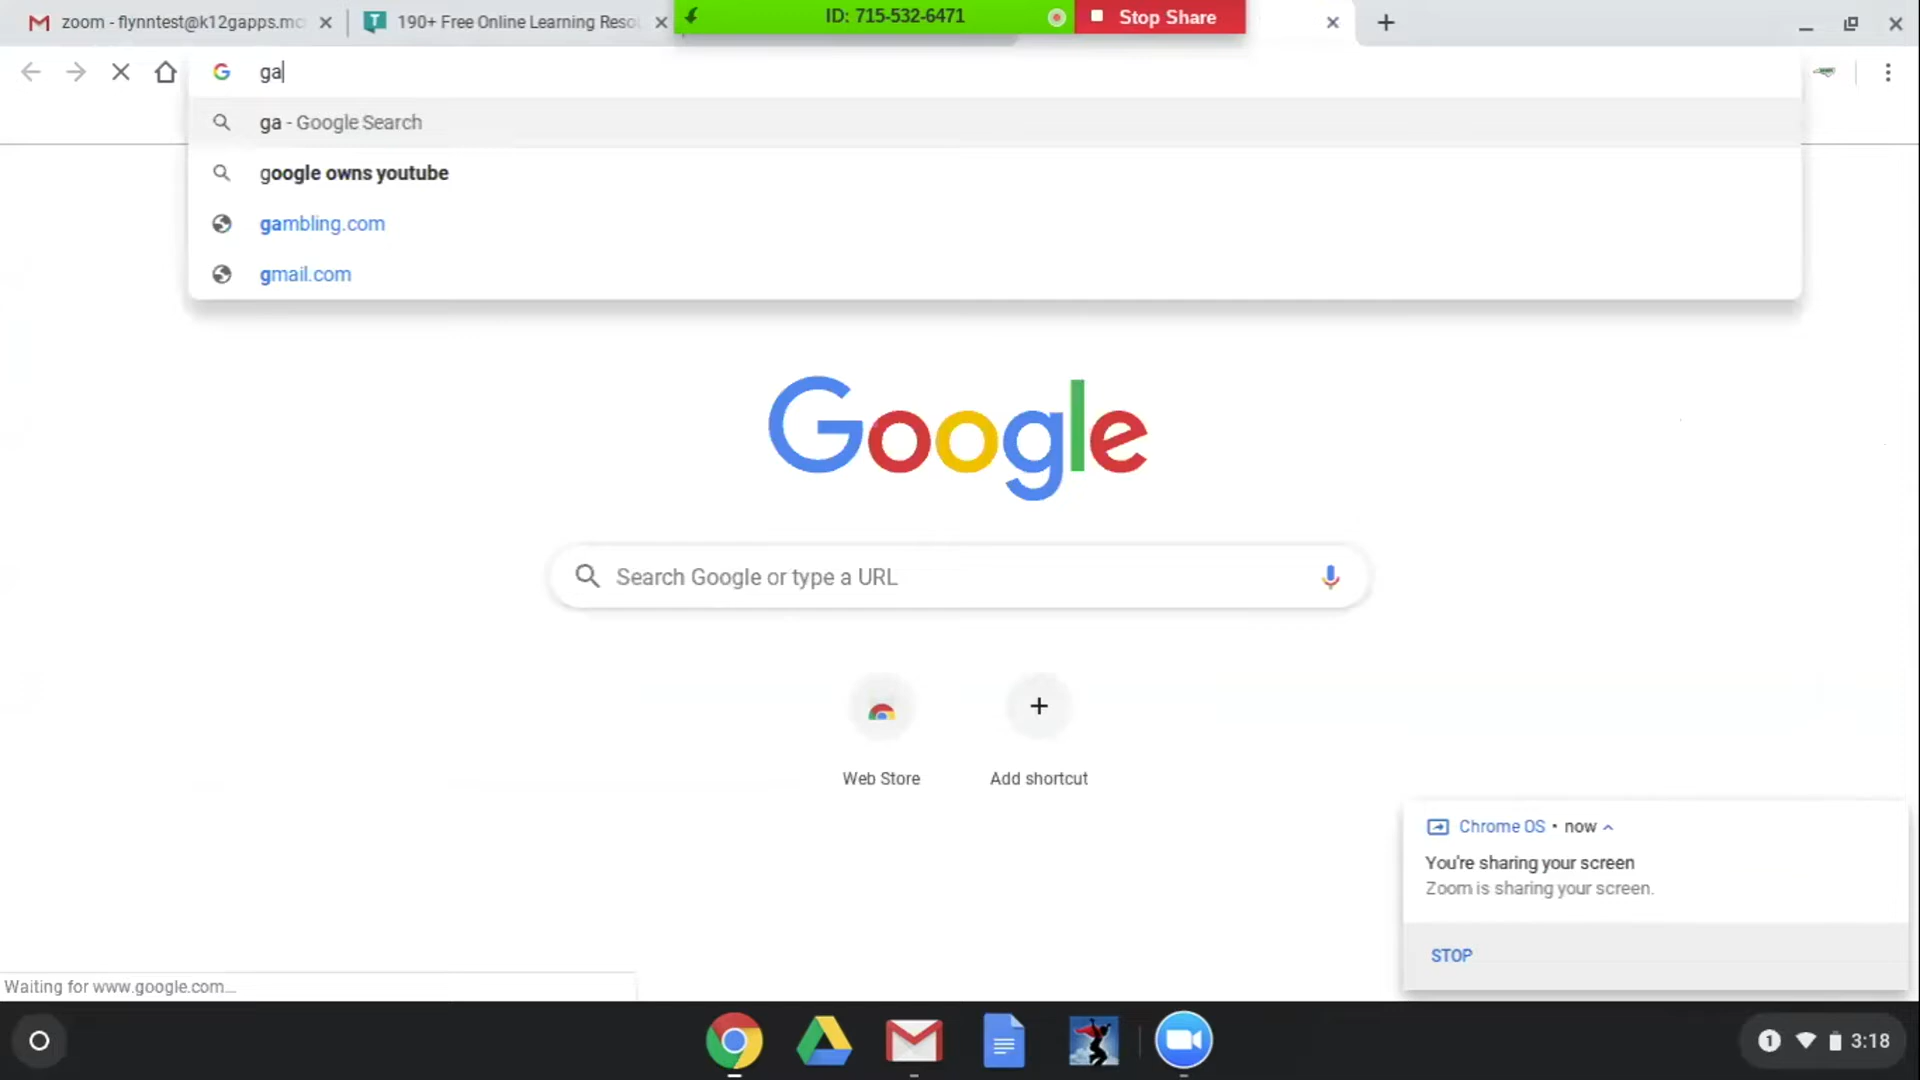 zoom - flynntest@k12gapps.mc
190+ Free Online Learning Reso
ID: 715-532-6471
Stop Share
ga
ga - Google Search
google owns youtube
gambling.com
gmail.com
Google
Search Google or type a URL
Web Store
Add shortcut
Chrome OS • now
You're sharing your screen
Zoom is sharing your screen.
STOP
Waiting for www.google.com...
1
3:18